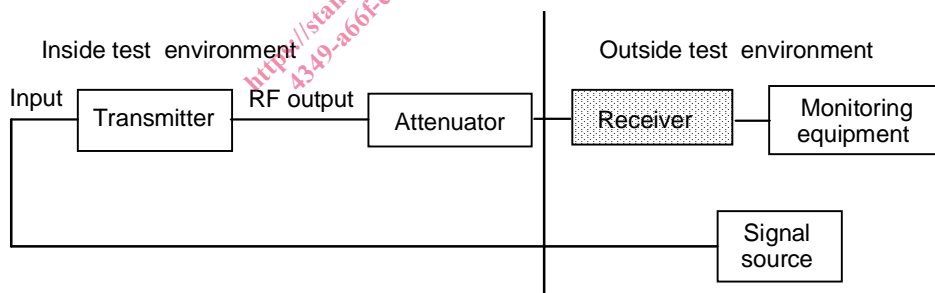 Inside test environment
Outside test environment
Input
Transmitter
RF output
Attenuator
Receiver
Monitoring
equipment
Signal
source